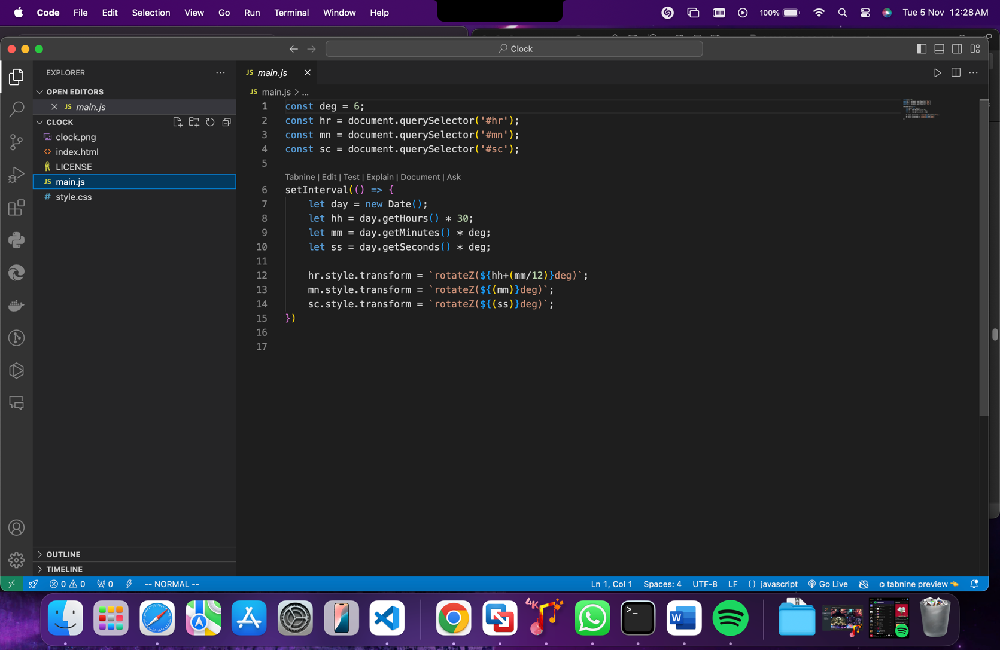 Code File Edit Selection View Go Run Terminal Window Help 100% Tue 5 Nov 12:28 AM
Clock
EXPLORER
OPEN EDITORS
JS main.js
CLOCK
clock.png
index.html
LICENSE
JS main.js
# style.css
OUTLINE
TIMELINE
JS main.js
JS main.js > ...
1 const deg = 6;
2 const hr = document.querySelector('#hr');
3 const mn = document.querySelector('#mn');
4 const sc = document.querySelector('#sc');
5
Tabnine | Edit | Test | Explain | Document | Ask
6 setInterval(() => {
7 let day = new Date();
8 let hh = day.getHours() * 30;
9 let mm = day.getMinutes() * deg;
10 let ss = day.getSeconds() * deg;
11
12 hr.style.transform = `rotateZ(${hh+(mm/12)}deg)`;
13 mn.style.transform = `rotateZ(${(mm)}deg)`;
14 sc.style.transform = `rotateZ(${(ss)}deg)`;
15 })
16
17
0 0 0 -- NORMAL -- Ln 1, Col 1 Spaces: 4 UTF-8 LF {} javascript Go Live tabnine preview
4K
>_
W